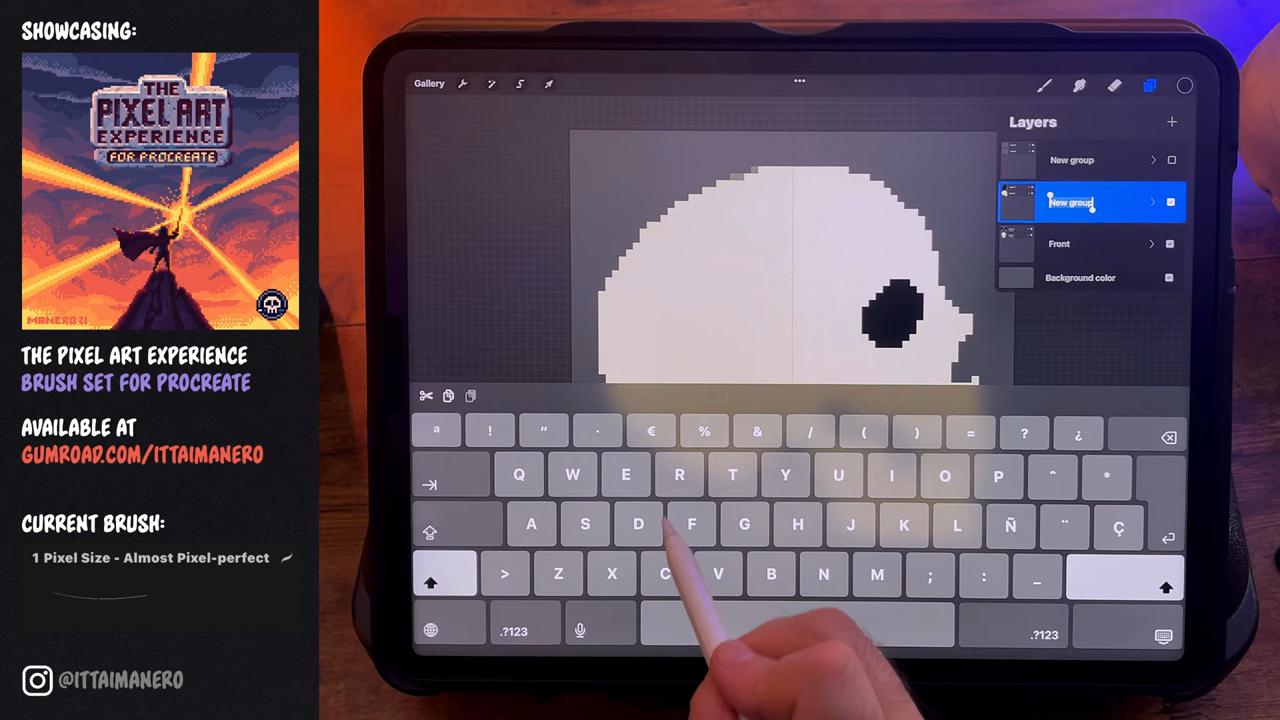 SHOWCASING:
THE
PIXEL ART
EXPERIENCE
FOR PROCREATE
MANERO 21
THE PIXEL ART EXPERIENCE
BRUSH SET FOR PROCREATE
AVAILABLE AT
GUMROAD.COM/ITTAIMANERO
CURRENT BRUSH:
1 Pixel Size - Almost Pixel-perfect
@ITTAIMANERO
Gallery
Layers
New group
New group
Front
Background color
a ! " · € % & / ( ) = ? ¿
Q W E R T Y U I O P ^ *
A S D F G H J K L Ñ ¨ Ç
> Z X C V B N M ; : _
.?123 .?123